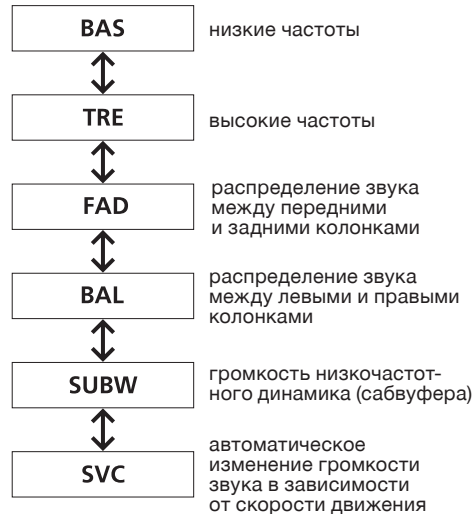 BAS
низкие частоты
TRE
высокие частоты
FAD
распределение звука
между передними
и задними колонками
BAL
распределение звука
между левыми и правыми
колонками
SUBW
громкость низкочастот-
ного динамика (сабвуфера)
SVC
автоматическое
изменение громкости
звука в зависимости
от скорости движения